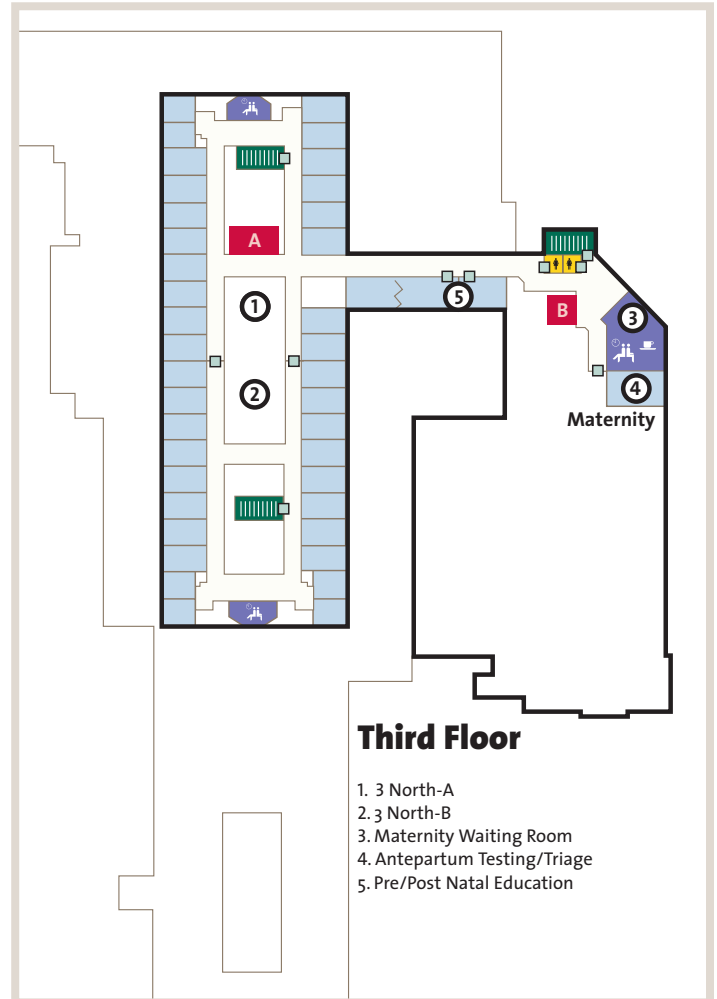 A
1
5
B
3
2
4
Maternity
Third Floor
1. 3 North-A
2. 3 North-B
3. Maternity Waiting Room
4. Antepartum Testing/Triage
5. Pre/Post Natal Education